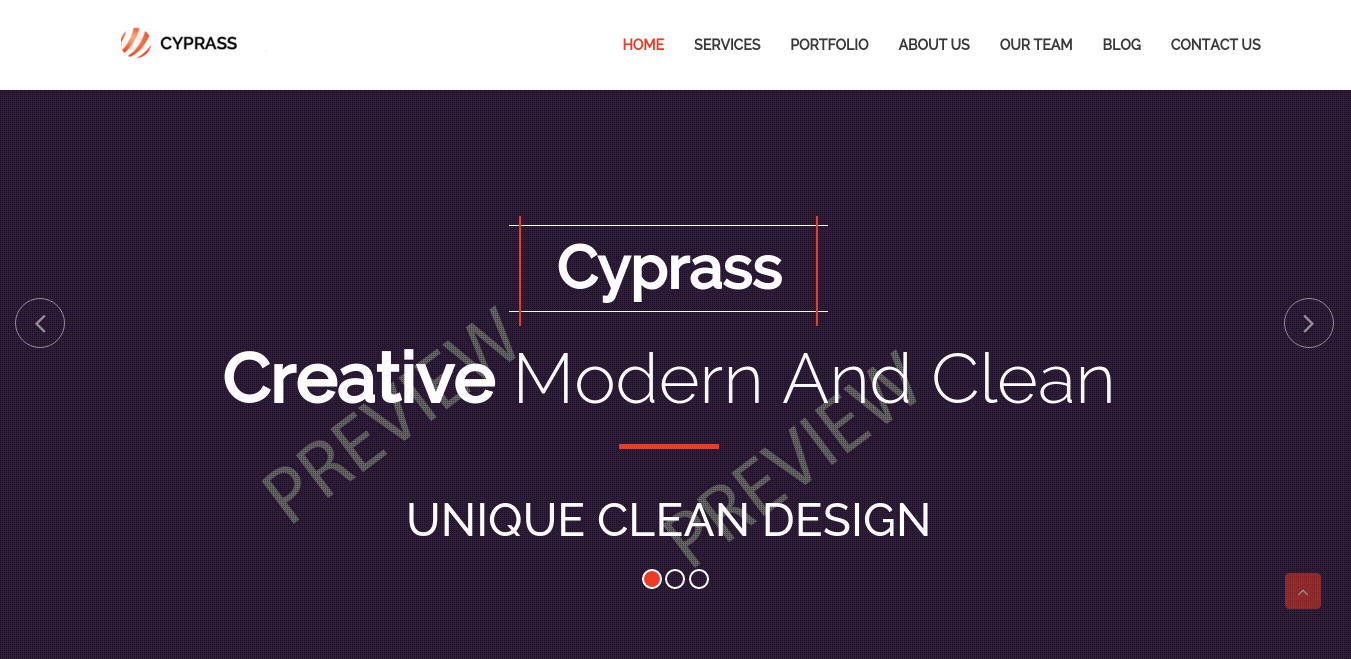 CYPRASS
HOME SERVICES PORTFOLIO ABOUT US OUR TEAM BLOG CONTACT US
Cyprass
Creative Modern And Clean
PREVIEW PREVIEW
UNIQUE CLEAN DESIGN